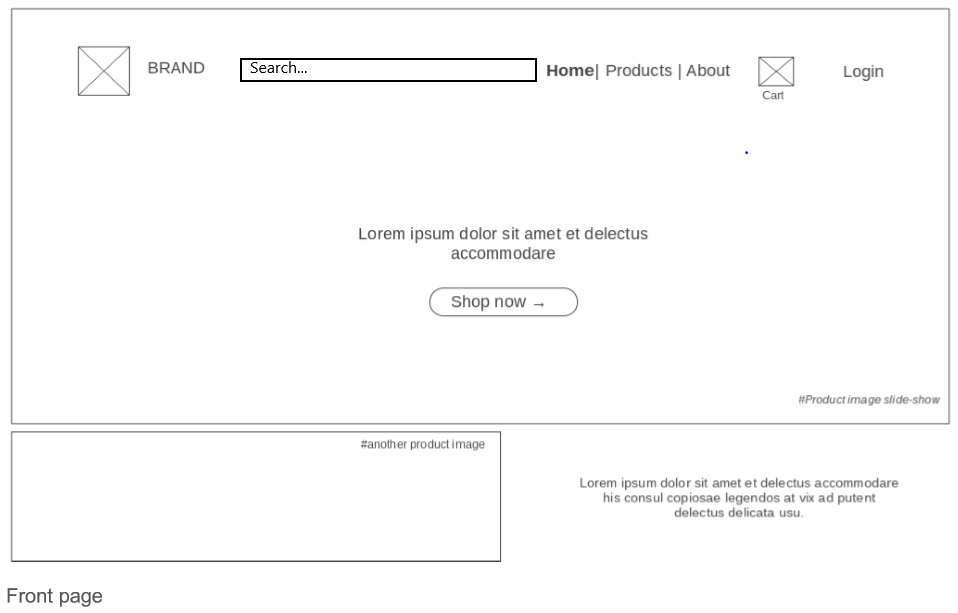 BRAND
Search...
Home| Products | About
Cart
Login
Lorem ipsum dolor sit amet et delectus
accommodare
Shop now →
#Product image slide-show
#another product image
Lorem ipsum dolor sit amet et delectus accommodare
his consul copiosae legendos at vix ad putent
delectus delicata usu.
Front page